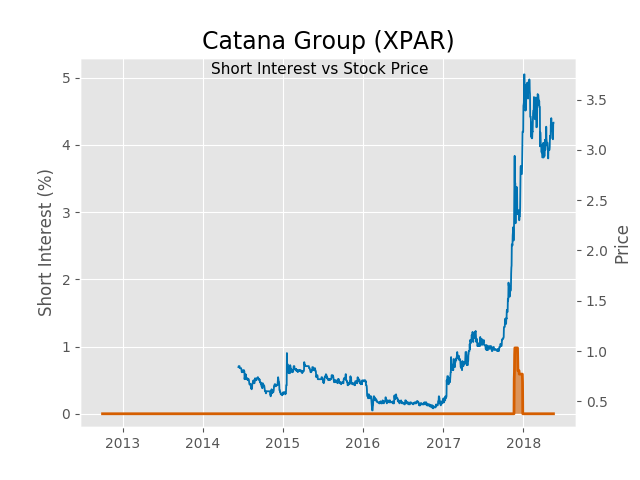 Catana Group (XPAR)
Short Interest vs Stock Price
Short Interest (%)
5
4
3
2
1
0
3.5
3.0
2.5
2.0
1.5
1.0
0.5
Price
2013 2014 2015 2016 2017 2018